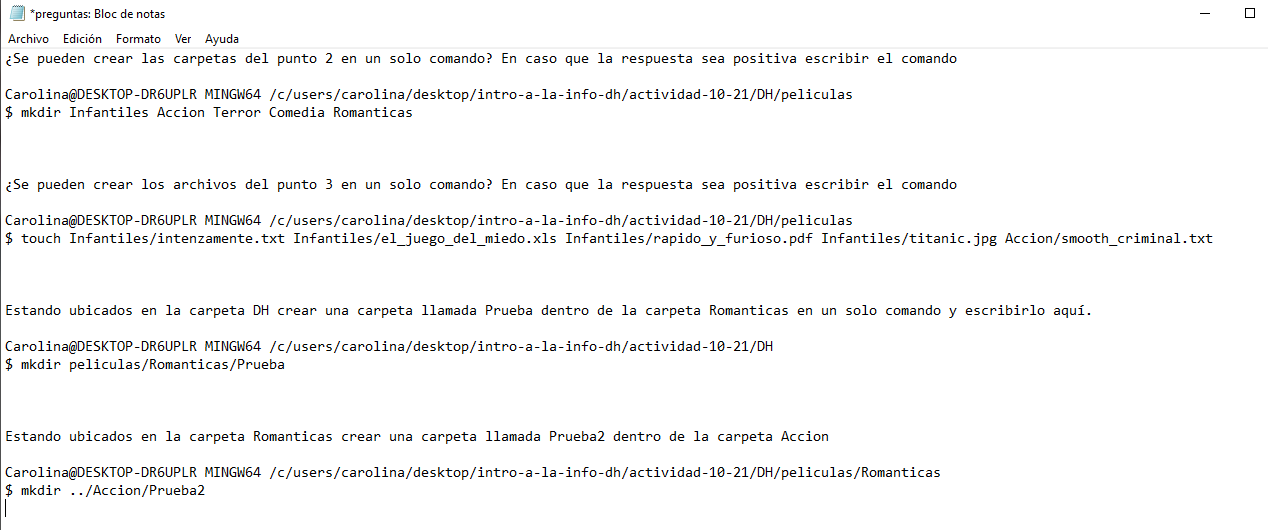 *preguntas: Bloc de notas
Archivo Edición Formato Ver Ayuda
¿Se pueden crear las carpetas del punto 2 en un solo comando? En caso que la respuesta sea positiva escribir el comando
Carolina@DESKTOP-DR6UPLR MINGW64 /c/users/carolina/desktop/intro-a-la-info-dh/actividad-10-21/DH/peliculas
$ mkdir Infantiles Accion Terror Comedia Romanticas
¿Se pueden crear los archivos del punto 3 en un solo comando? En caso que la respuesta sea positiva escribir el comando
Carolina@DESKTOP-DR6UPLR MINGW64 /c/users/carolina/desktop/intro-a-la-info-dh/actividad-10-21/DH/peliculas
$ touch Infantiles/intenzamente.txt Infantiles/el_juego_del_miedo.xls Infantiles/rapido_y_furioso.pdf Infantiles/titanic.jpg Accion/smooth_criminal.txt
Estando ubicados en la carpeta DH crear una carpeta llamada Prueba dentro de la carpeta Romanticas en un solo comando y escribirlo aquí.
Carolina@DESKTOP-DR6UPLR MINGW64 /c/users/carolina/desktop/intro-a-la-info-dh/actividad-10-21/DH
$ mkdir peliculas/Romanticas/Prueba
Estando ubicados en la carpeta Romanticas crear una carpeta llamada Prueba2 dentro de la carpeta Accion
Carolina@DESKTOP-DR6UPLR MINGW64 /c/users/carolina/desktop/intro-a-la-info-dh/actividad-10-21/DH/peliculas/Romanticas
$ mkdir ../Accion/Prueba2